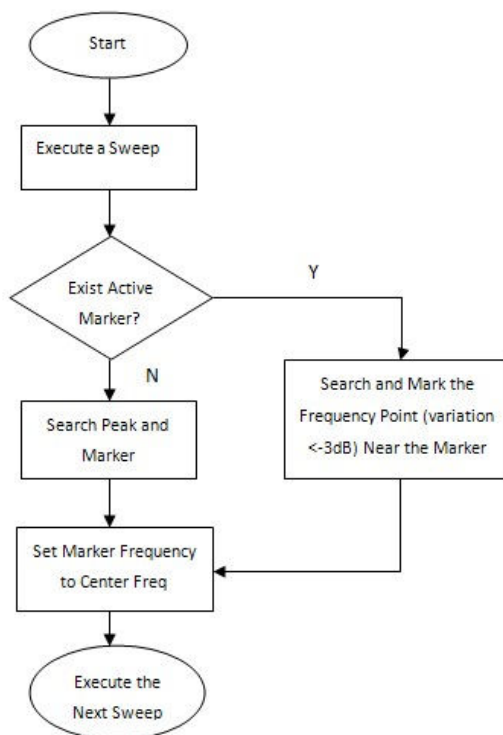 Start
Execute a Sweep
Exist Active
Marker?
Y
N
Search Peak and
Marker
Search and Mark the
Frequency Point (variation
<-3dB) Near the Marker
Set Marker Frequency
to Center Freq
Execute the
Next Sweep